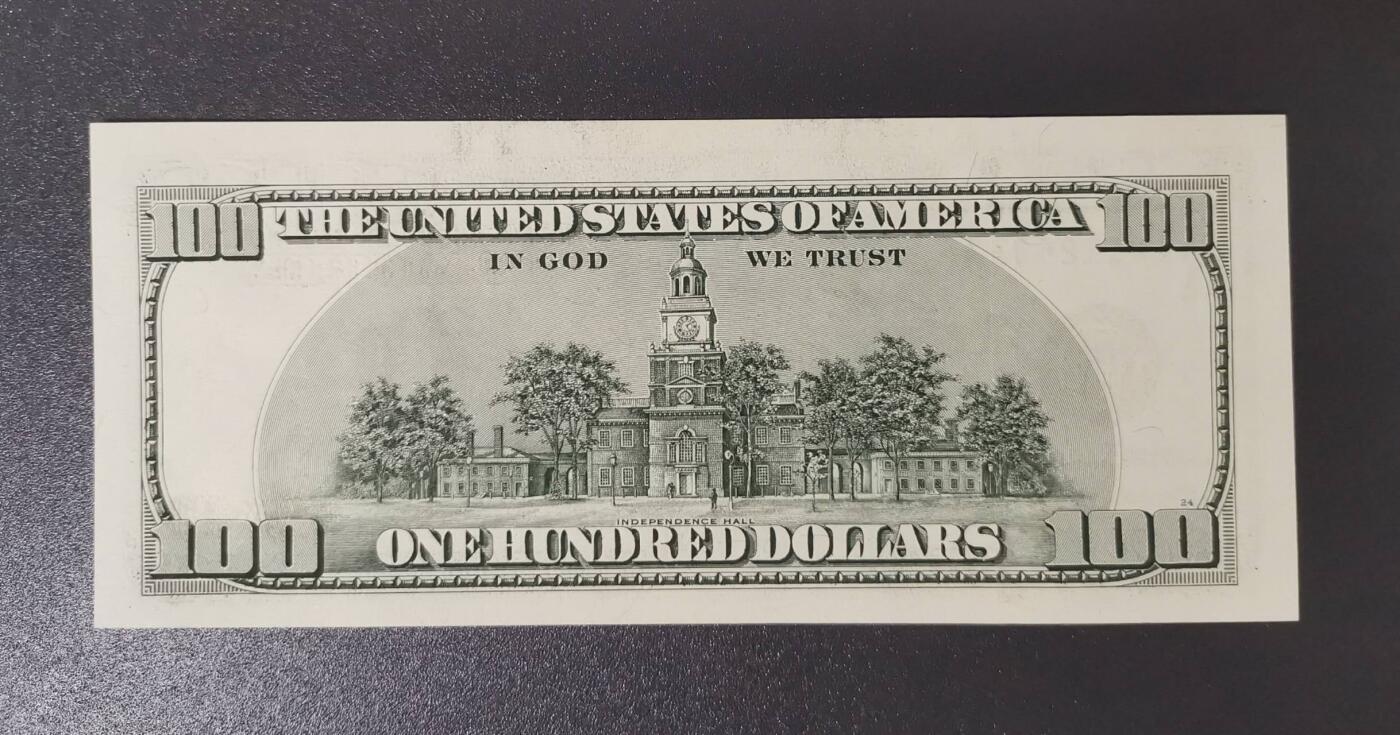 100 THE UNITED STATES OF AMERICA 100
IN GOD WE TRUST
24
INDEPENDENCE HALL
100 ONE HUNDRED DOLLARS 100